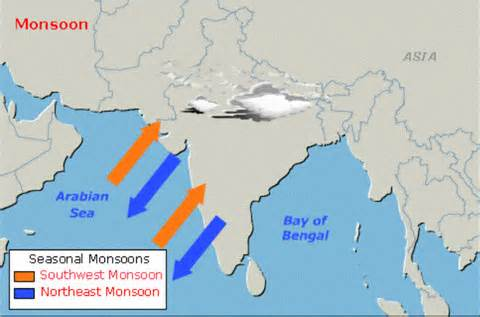 Monsoon
ASIA
Arabian
Sea
Bay of
Bengal
Seasonal Monsoons
Southwest Monsoon
Northeast Monsoon